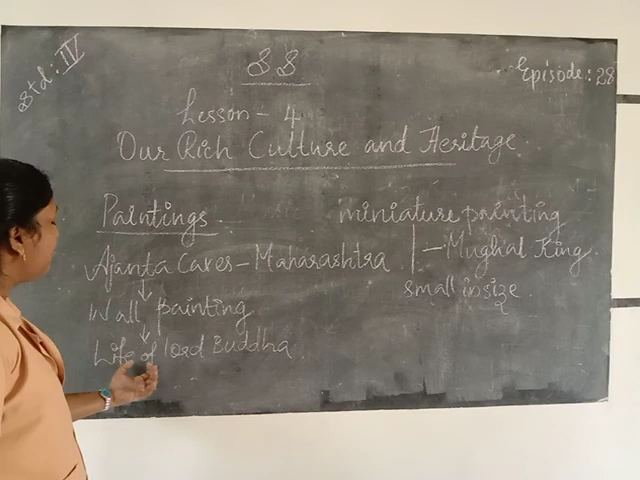 Std: IV
SS
Episode: 28
Lesson - 4
Our Rich Culture and Heritage
Paintings
Ajanta Caves - Maharashtra
Wall painting
Life of lord Buddha
miniature painting
- Mughal King
small in size